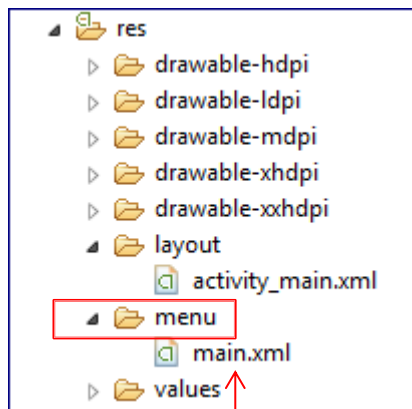 res
drawable-hdpi
drawable-ldpi
drawable-mdpi
drawable-xhdpi
drawable-xxhdpi
layout
activity_main.xml
menu
main.xml
values